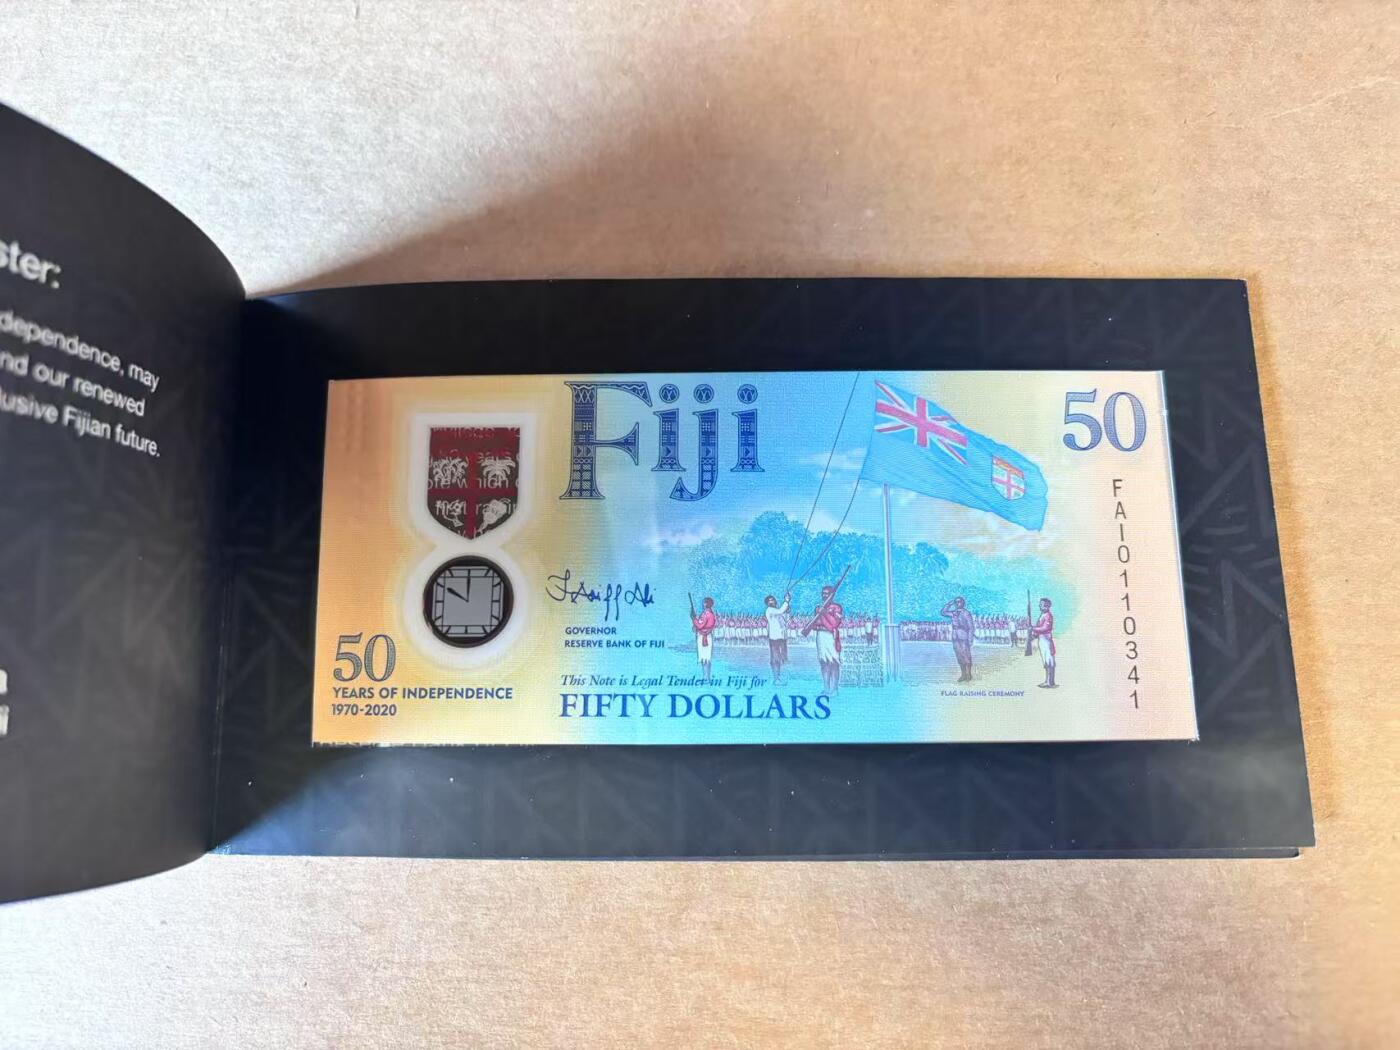 ster:
dependence, may
nd our renewed
lusive Fijian future.
Fiji
50
FAI0110341
GOVERNOR
RESERVE BANK OF FIJI
50
YEARS OF INDEPENDENCE
1970-2020
This Note is Legal Tender in Fiji for
FIFTY DOLLARS
FLAG RAISING CEREMONY